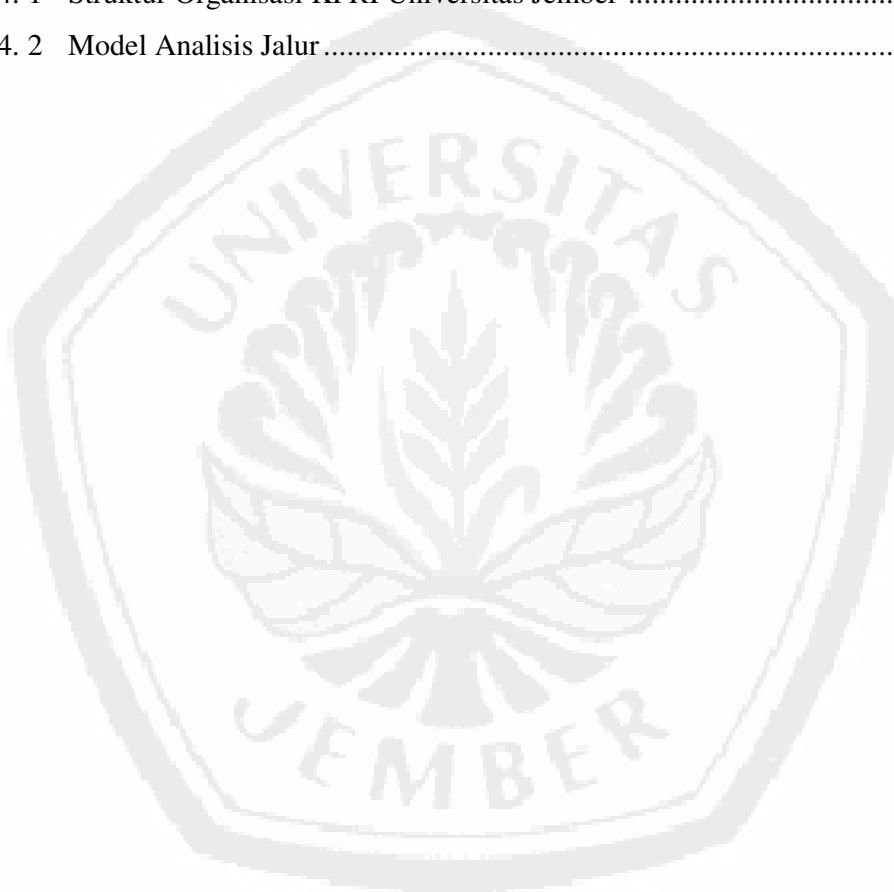 4. 1 Struktur Organisasi KPRI Universitas Jember ...................................
4. 2 Model Analisis Jalur..........................................................................
UNIVERSITAS
JEMBER